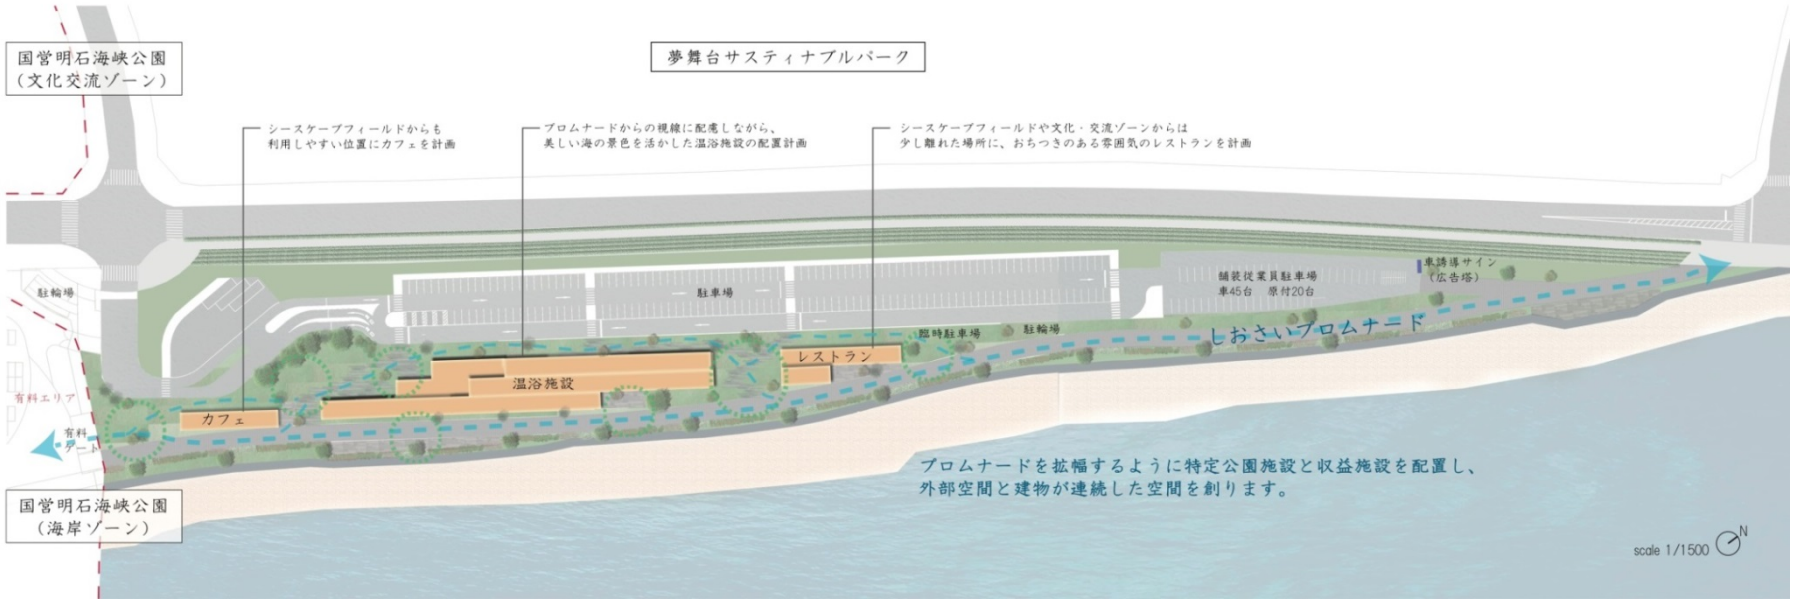 国営明石海峡公園
（文化交流ゾーン）
夢舞台サスティナブルパーク
シースケープフィールドからも
利用しやすい位置にカフェを計画
プロムナードからの視線に配慮しながら、
美しい海の景色を活かした温浴施設の配置計画
シースケープフィールドや文化・交流ゾーンからは
少し離れた場所に、おちつきのある雰囲気のレストランを計画
駐輪場
駐車場
舗装従業員駐車場
車45台　原付20台
車誘導サイン
（広告塔）
臨時駐車場
駐輪場
しおさいプロムナード
レストラン
温浴施設
カフェ
有料エリア
有料
ゲート
国営明石海峡公園
（海岸ゾーン）
プロムナードを拡幅するように特定公園施設と収益施設を配置し、
外部空間と建物が連続した空間を創ります。
scale 1/1500
N